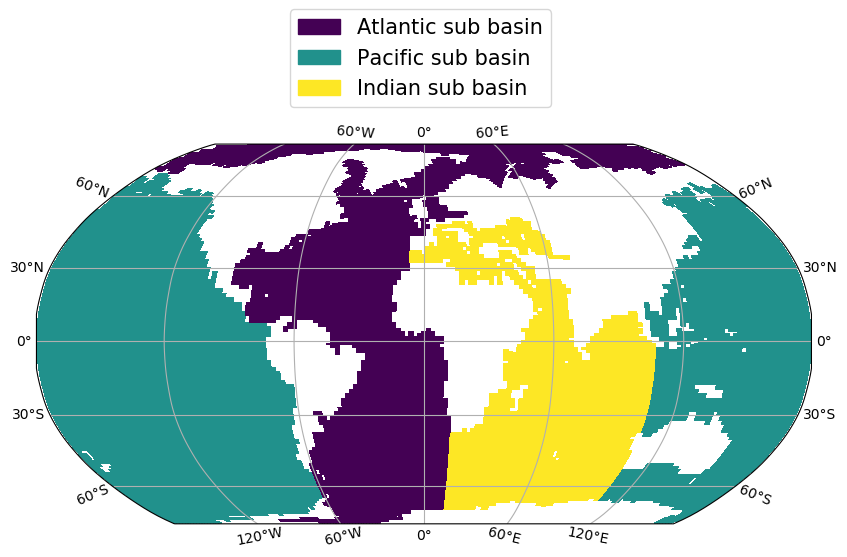 Atlantic sub basin
Pacific sub basin
Indian sub basin
60°W 0° 60°E
60°N 60°N
30°N 30°N
0° 0°
30°S 30°S
60°S 60°S
120°W 60°W 0° 60°E 120°E